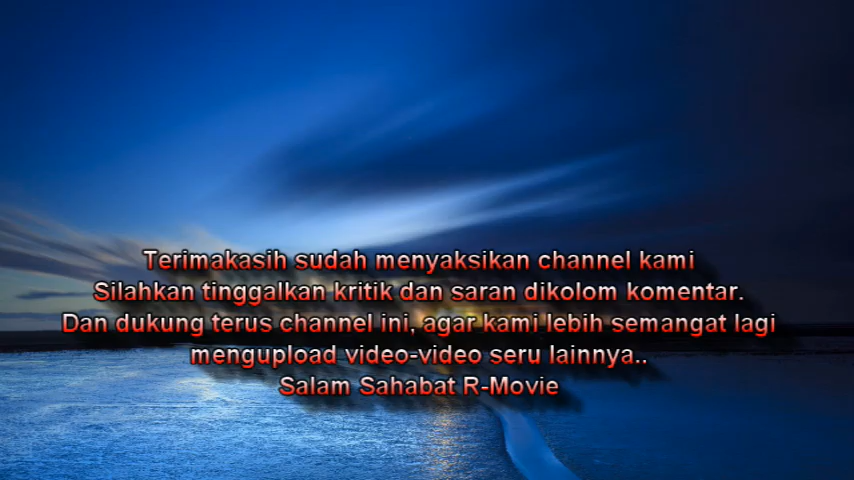 Terimakasih sudah menyaksikan channel kami
Silahkan tinggalkan kritik dan saran dikolom komentar.
Dan dukung terus channel ini, agar kami lebih semangat lagi
mengupload video-video seru lainnya..
Salam Sahabat R-Movie